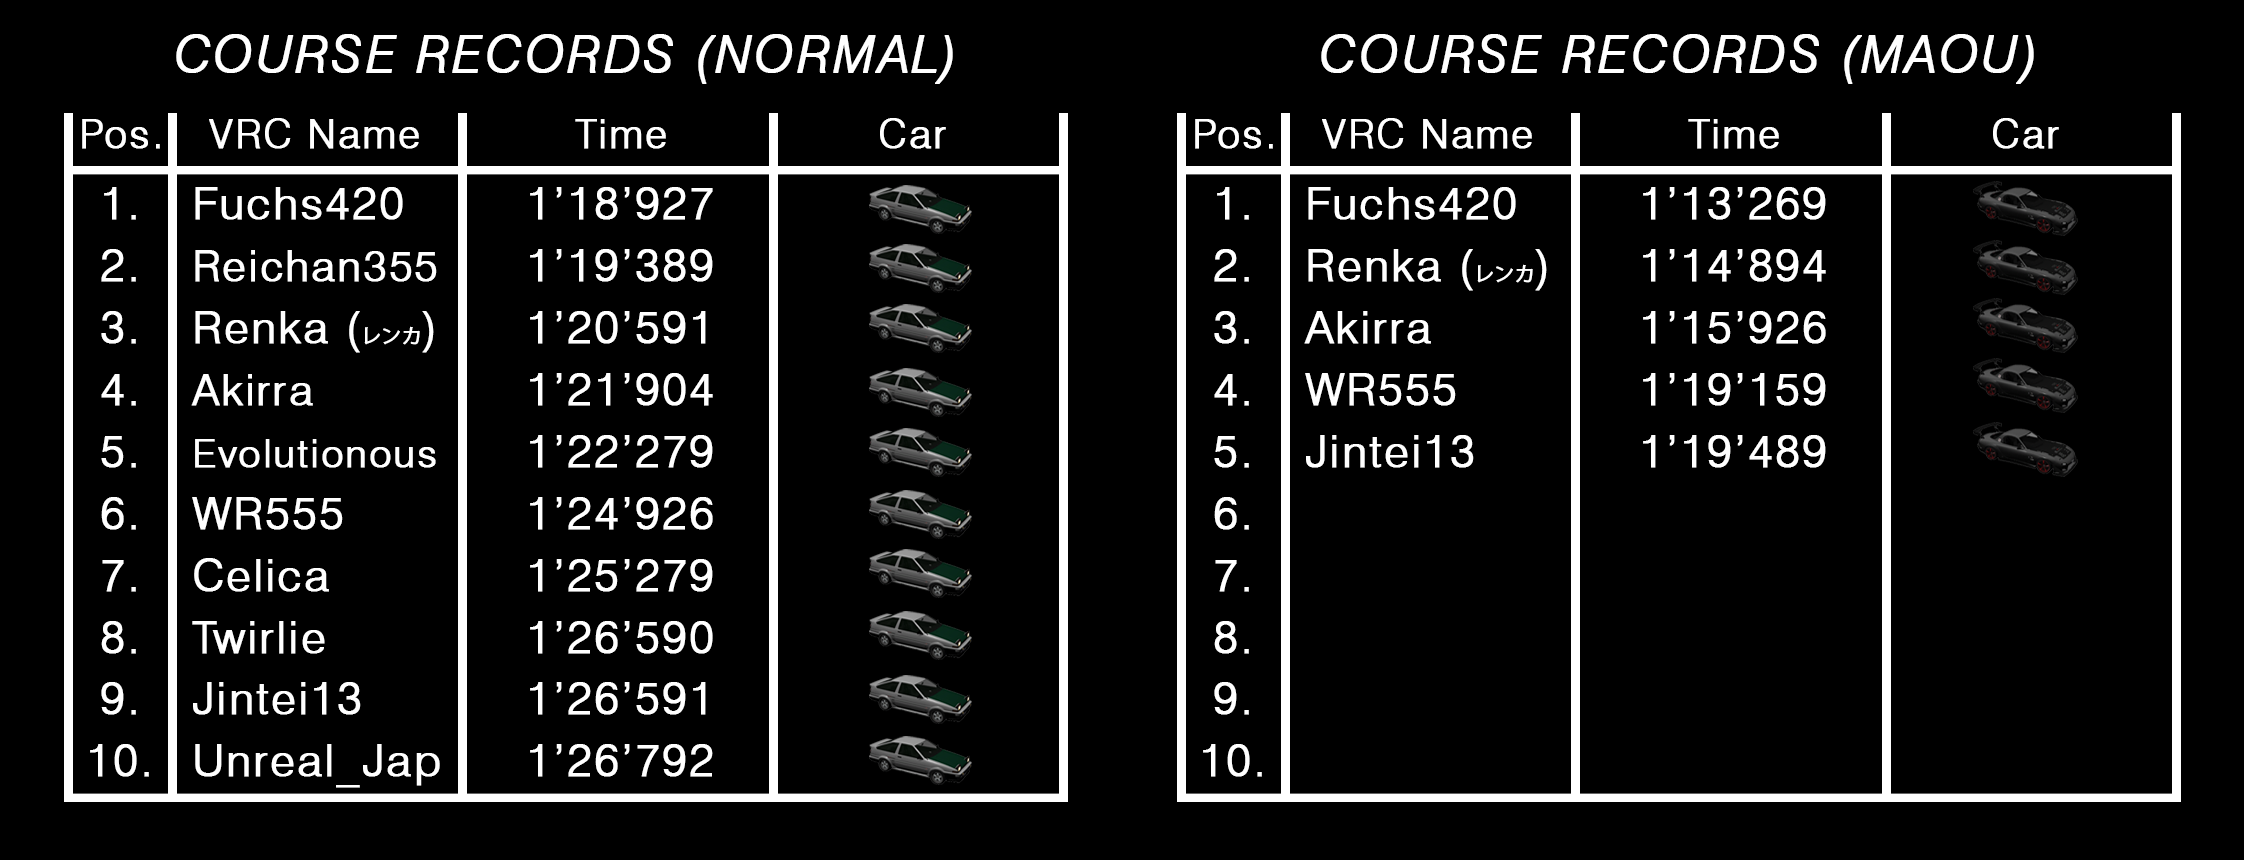 COURSE RECORDS (NORMAL)
Pos. VRC Name Time Car
1. Fuchs420 1’18’927
2. Reichan355 1’19’389
3. Renka (レンカ) 1’20’591
4. Akirra 1’21’904
5. Evolutionous 1’22’279
6. WR555 1’24’926
7. Celica 1’25’279
8. Twirlie 1’26’590
9. Jintei13 1’26’591
10. Unreal_Jap 1’26’792
COURSE RECORDS (MAOU)
Pos. VRC Name Time Car
1. Fuchs420 1’13’269
2. Renka (レンカ) 1’14’894
3. Akirra 1’15’926
4. WR555 1’19’159
5. Jintei13 1’19’489
6.
7.
8.
9.
10.